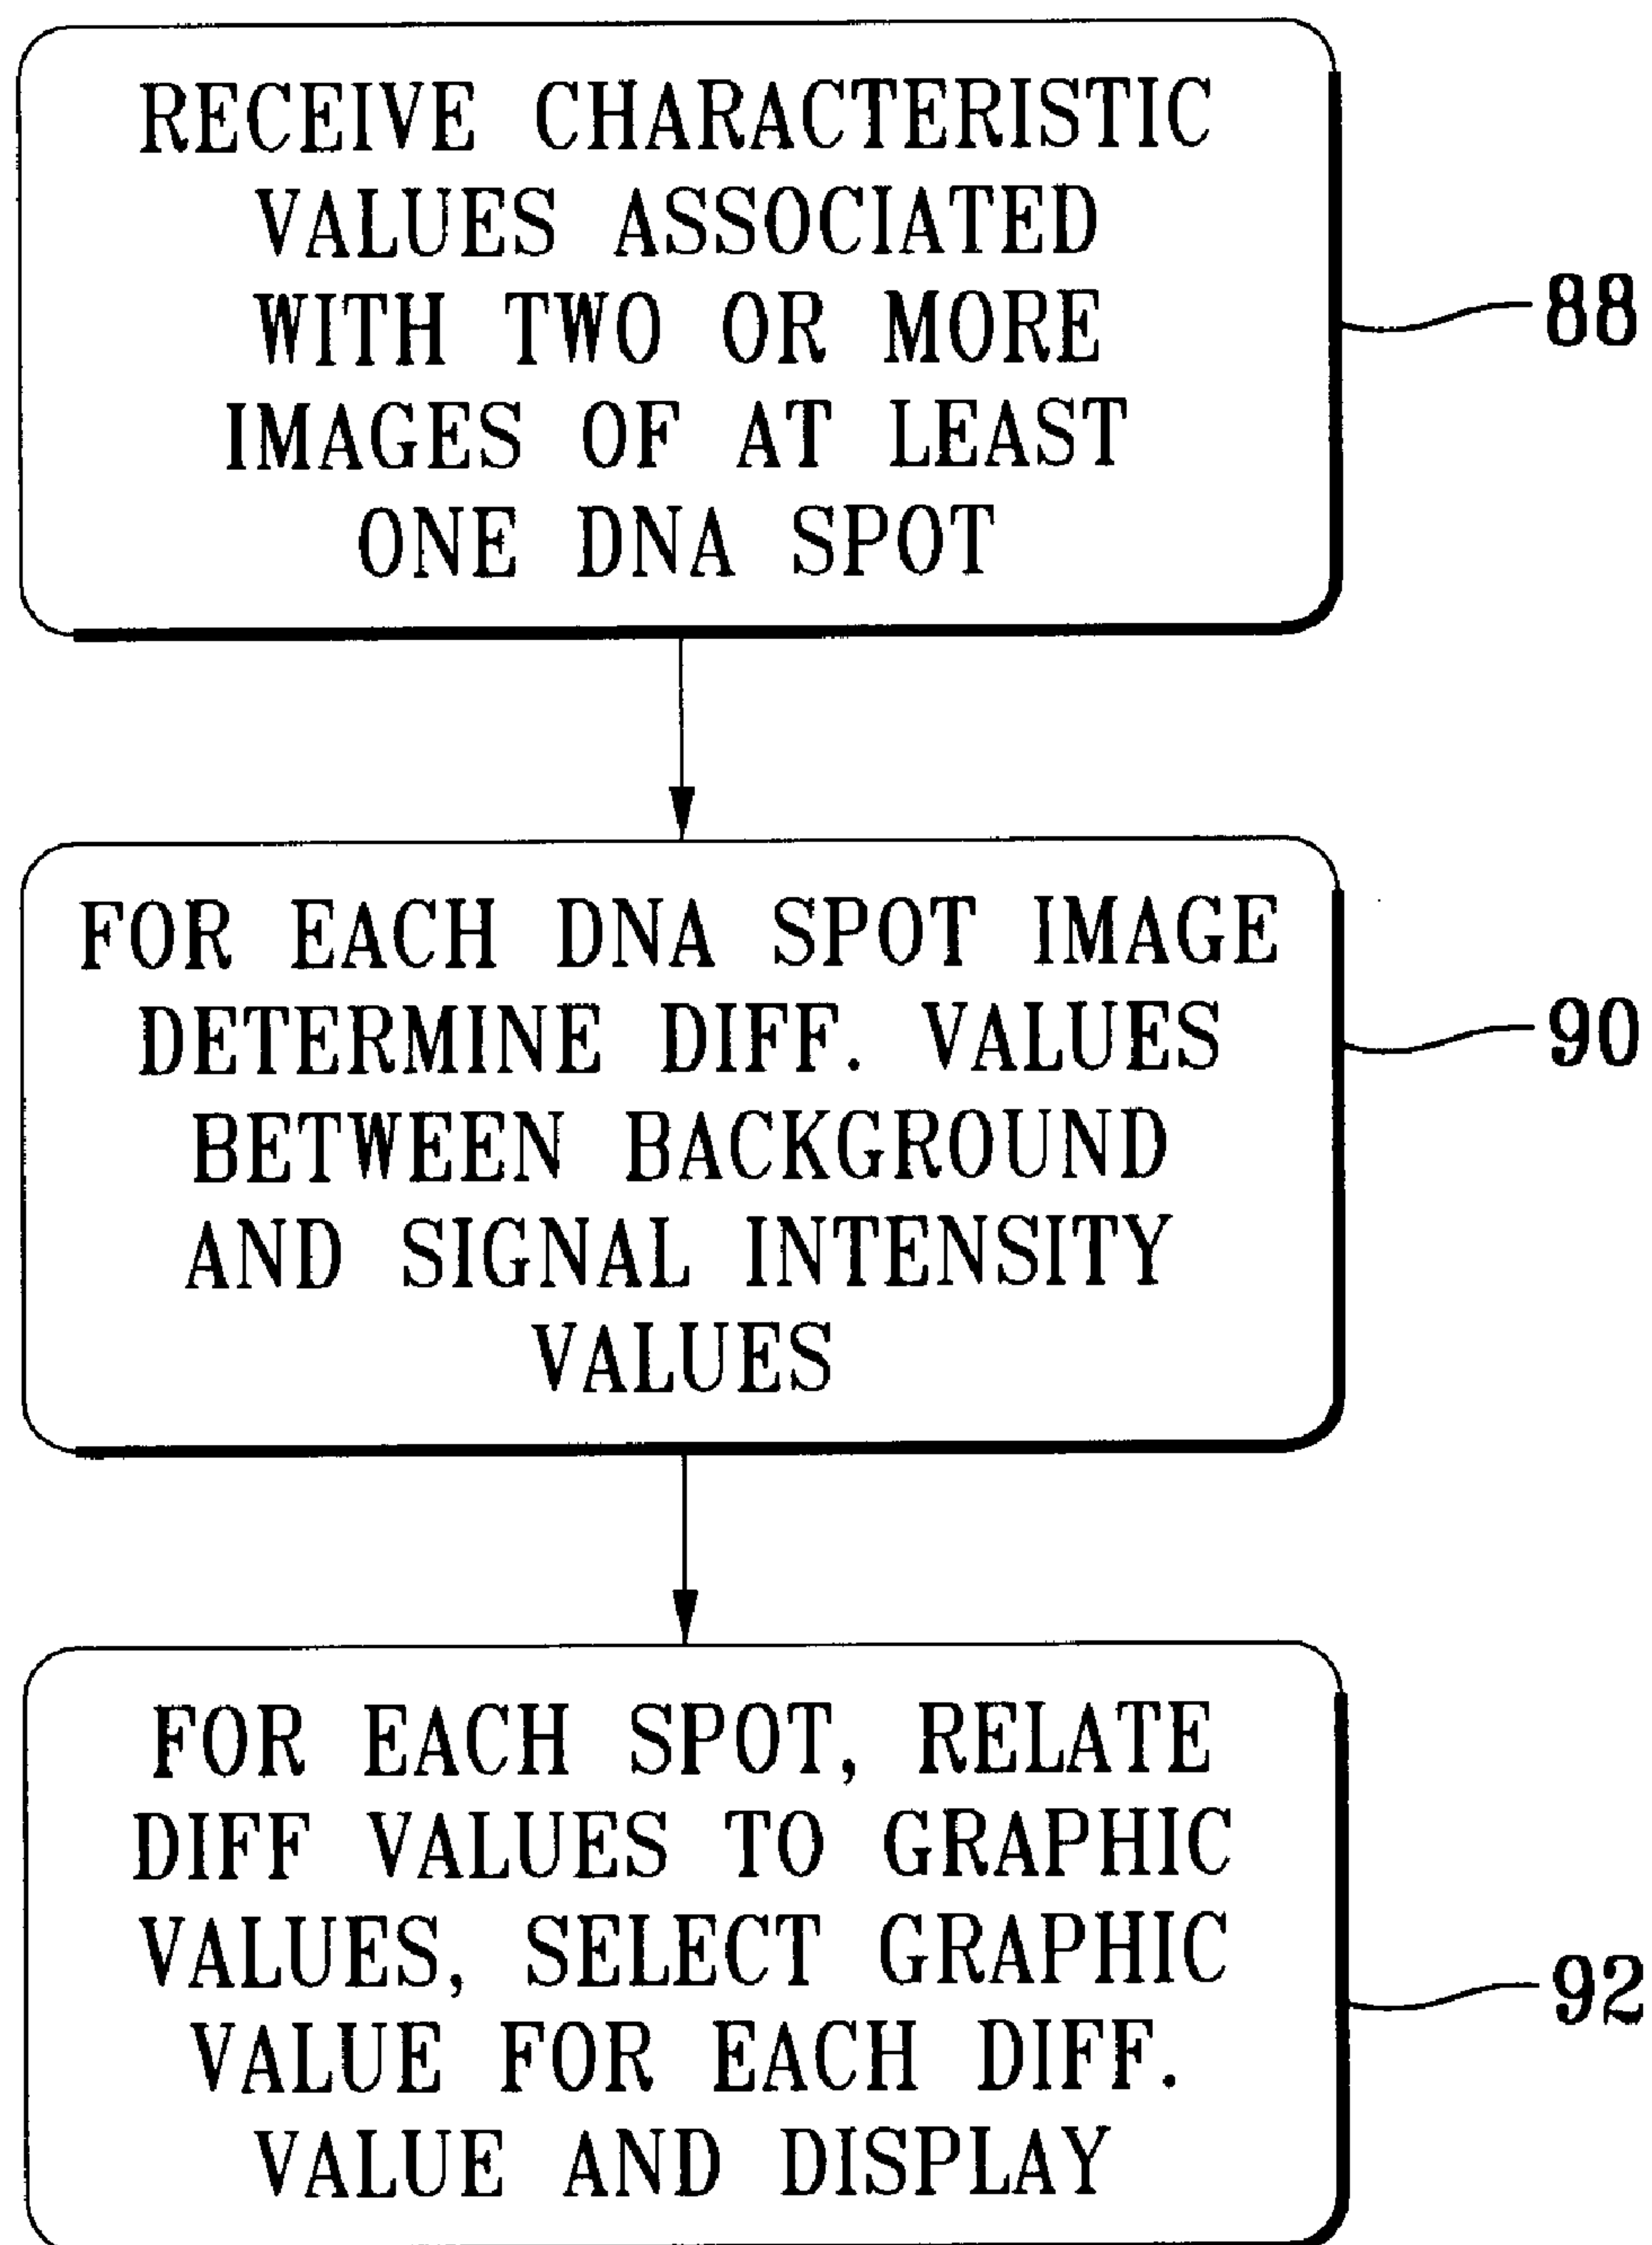 RECEIVE CHARACTERISTIC
VALUES ASSOCIATED
WITH TWO OR MORE
IMAGES OF AT LEAST
ONE DNA SPOT
88
FOR EACH DNA SPOT IMAGE
DETERMINE DIFF. VALUES
BETWEEN BACKGROUND
AND SIGNAL INTENSITY
VALUES
90
FOR EACH SPOT, RELATE
DIFF VALUES TO GRAPHIC
VALUES, SELECT GRAPHIC
VALUE FOR EACH DIFF.
VALUE AND DISPLAY
92